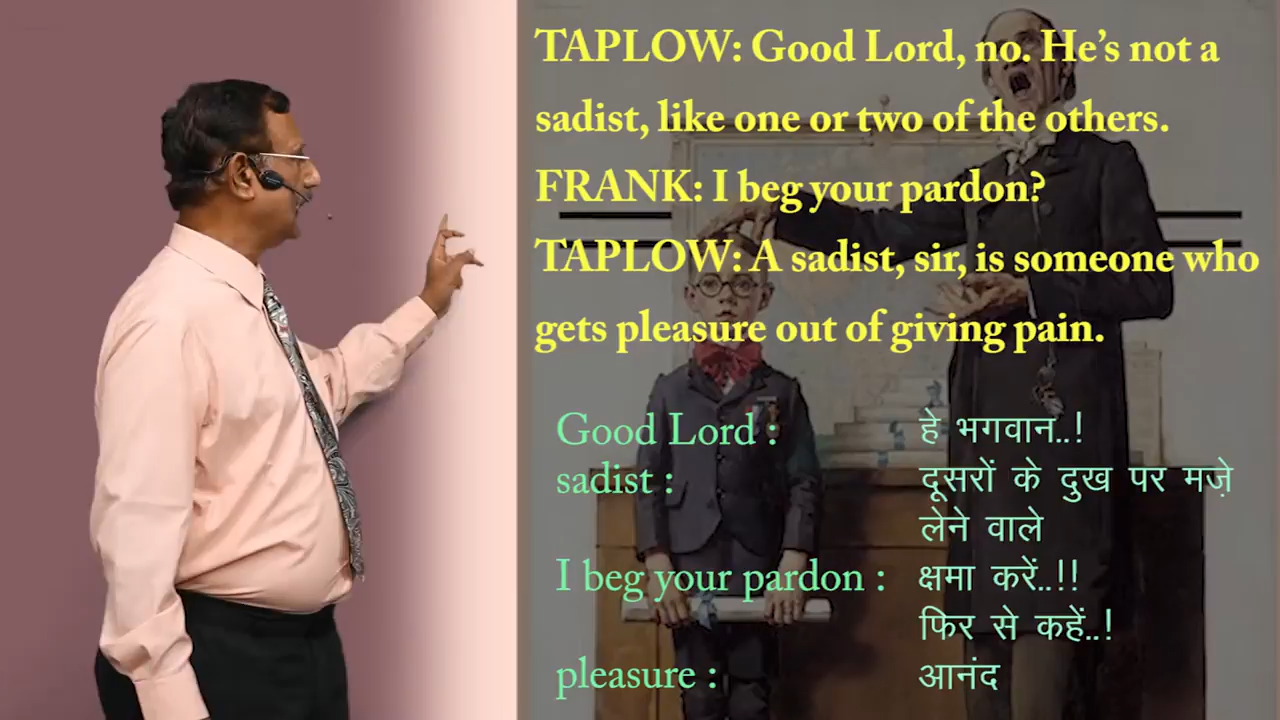 TAPLOW: Good Lord, no. He’s not a
sadist, like one or two of the others.
FRANK: I beg your pardon?
TAPLOW: A sadist, sir, is someone who
gets pleasure out of giving pain.
Good Lord : हे भगवान..!
sadist : दूसरों के दुख पर मज़े
लेने वाले
I beg your pardon : क्षमा करें..!!
फिर से कहें..!
pleasure : आनंद